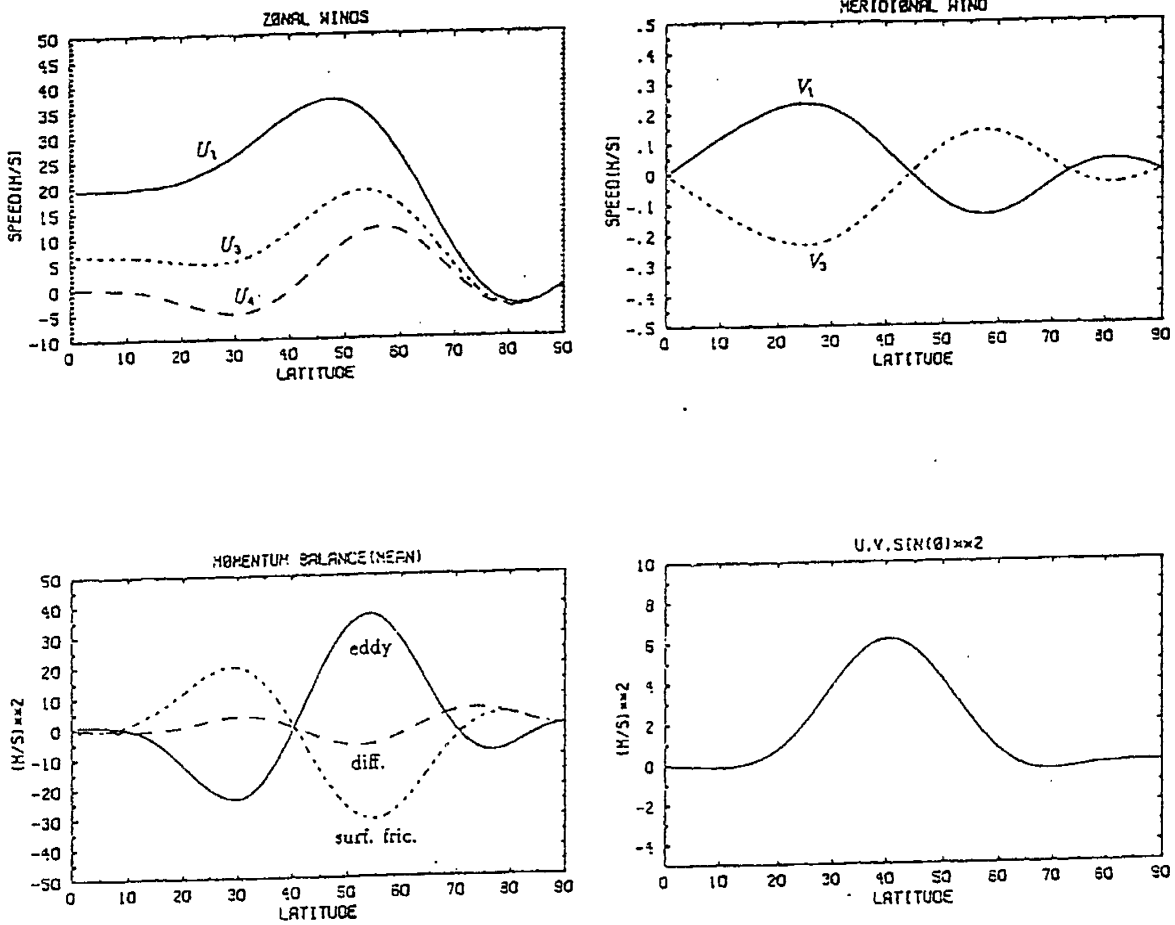 ZØNAL WINDS
50
45
40
35
30
25
20
15
10
5
0
-5
-10
SPEED(M/S)
U₁
U₃
U₄
0 10 20 30 40 50 60 70 80 90
LATITUDE
MERIDIØNAL WIND
.5
.4
.3
.2
.1
0
-.1
-.2
-.3
-.4
-.5
SPEED(M/S)
V₁
V₃
0 10 20 30 40 50 60 70 80 90
LATITUDE
MØMENTUM BALANCE(MEAN)
50
40
30
20
10
0
-10
-20
-30
-40
-50
(M/S)**2
eddy
diff.
surf. fric.
0 10 20 30 40 50 60 70 80 90
LATITUDE
U.V.SIN(Ø)**2
10
8
6
4
2
0
-2
-4
(M/S)**2
0 10 20 30 40 50 60 70 80 90
LATITUDE